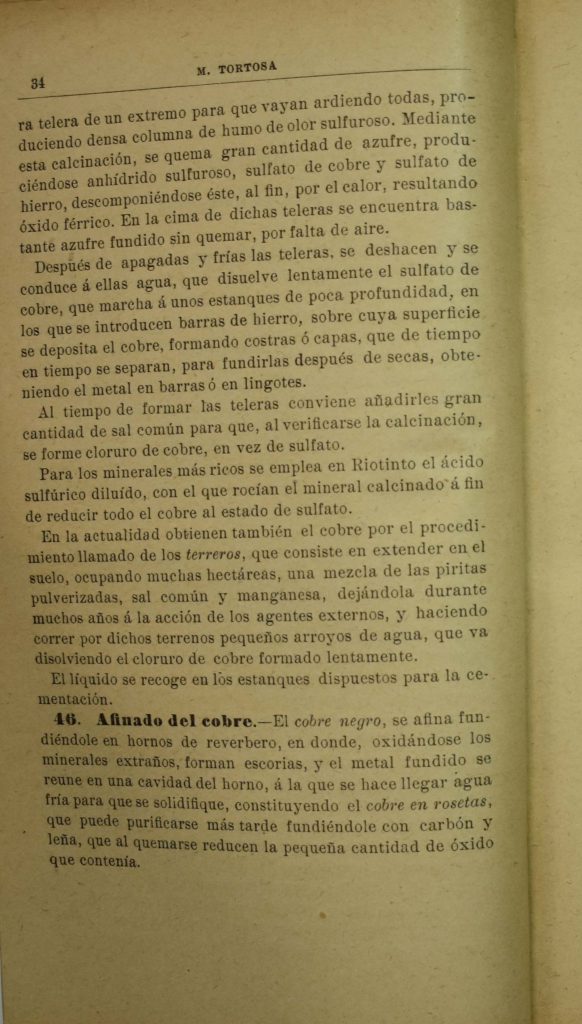 34
M. TORTOSA
ra telera de un extremo para que vayan ardiendo todas, pro-
duciendo densa columna de humo de olor sulfuroso. Mediante
esta calcinación, se quema gran cantidad de azufre, produ-
ciéndose anhídrido sulfuroso, sulfato de cobre y sulfato de
hierro, descomponiéndose éste, al fin, por el calor, resultando
óxido férrico. En la cima de dichas teleras se encuentra bas-
tante azufre fundido sin quemar, por falta de aire.
Después de apagadas y frías las teleras, se deshacen y se
conduce á ellas agua, que disuelve lentamente el sulfato de
cobre, que marcha á unos estanques de poca profundidad, en
los que se introducen barras de hierro, sobre cuya superficie
se deposita el cobre, formando costras ó capas, que de tiempo
en tiempo se separan, para fundirlas después de secas, obte-
niendo el metal en barras ó en lingotes.
Al tiempo de formar las teleras conviene añadirles gran
cantidad de sal común para que, al verificarse la calcinación,
se forme cloruro de cobre, en vez de sulfato.
Para los minerales más ricos se emplea en Riotinto el ácido
sulfúrico diluído, con el que rocían el mineral calcinado á fin
de reducir todo el cobre al estado de sulfato.
En la actualidad obtienen también el cobre por el procedi-
miento llamado de los terreros, que consiste en extender en el
suelo, ocupando muchas hectáreas, una mezcla de las piritas
pulverizadas, sal común y manganesa, dejándola durante
muchos años á la acción de los agentes externos, y haciendo
correr por dichos terrenos pequeños arroyos de agua, que va
disolviendo el cloruro de cobre formado lentamente.
El líquido se recoge en los estanques dispuestos para la ce-
mentación.
46. Afinado del cobre.—El cobre negro, se afina fun-
diéndole en hornos de reverbero, en donde, oxidándose los
minerales extraños, forman escorias, y el metal fundido se
reune en una cavidad del horno, á la que se hace llegar agua
fría para que se solidifique, constituyendo el cobre en rosetas,
que puede purificarse más tarde fundiéndole con carbón y
leña, que al quemarse reducen la pequeña cantidad de óxido
que contenía.